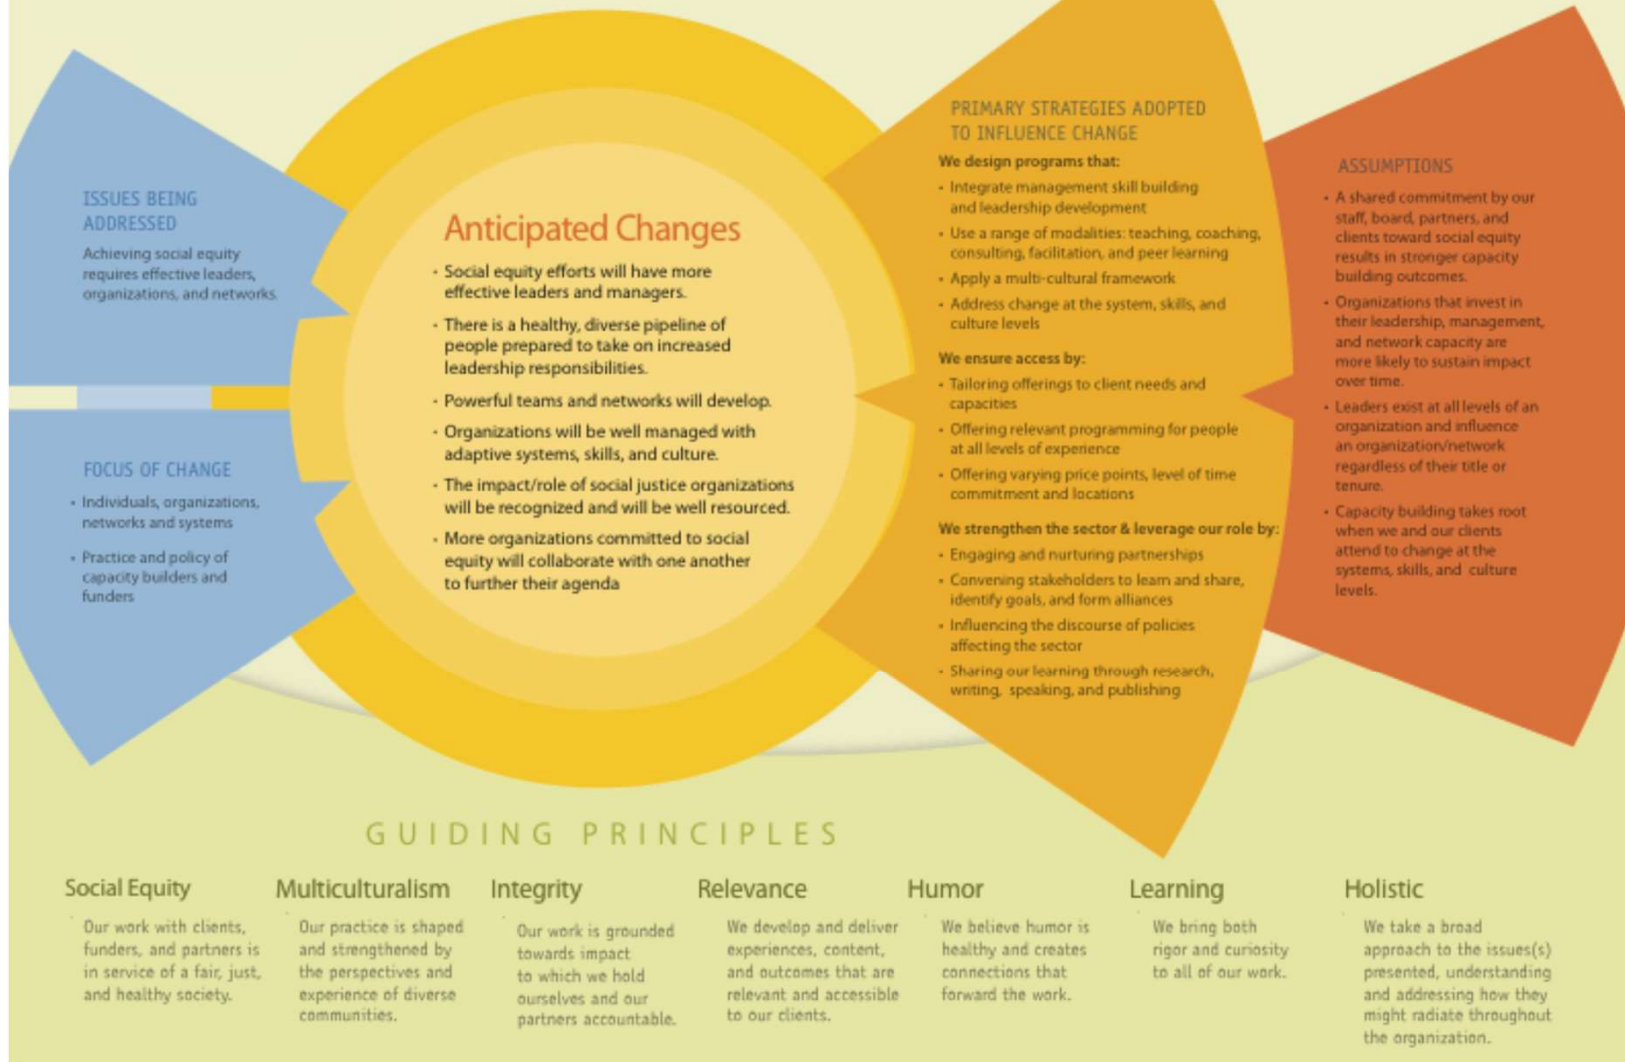 ISSUES BEING
ADDRESSED
Achieving social equity
requires effective leaders,
organizations, and networks.
FOCUS OF CHANGE
• Individuals, organizations,
networks and systems
• Practice and policy of
capacity builders and
funders
Anticipated Changes
• Social equity efforts will have more
effective leaders and managers.
• There is a healthy, diverse pipeline of
people prepared to take on increased
leadership responsibilities.
• Powerful teams and networks will develop.
• Organizations will be well managed with
adaptive systems, skills, and culture.
• The impact/role of social justice organizations
will be recognized and will be well resourced.
• More organizations committed to social
equity will collaborate with one another
to further their agenda
PRIMARY STRATEGIES ADOPTED
TO INFLUENCE CHANGE
We design programs that:
• Integrate management skill building
and leadership development
• Use a range of modalities: teaching, coaching,
consulting, facilitation, and peer learning
• Apply a multi-cultural framework
• Address change at the system, skills, and
culture levels
We ensure access by:
• Tailoring offerings to client needs and
capacities
• Offering relevant programming for people
at all levels of experience
• Offering varying price points, level of time
commitment and locations
We strengthen the sector & leverage our role by:
• Engaging and nurturing partnerships
• Convening stakeholders to learn and share,
identify goals, and form alliances
• Influencing the discourse of policies
affecting the sector
• Sharing our learning through research,
writing, speaking, and publishing
ASSUMPTIONS
• A shared commitment by our
staff, board, partners, and
clients toward social equity
results in stronger capacity
building outcomes.
• Organizations that invest in
their leadership, management,
and network capacity are
more likely to sustain impact
over time.
• Leaders exist at all levels of an
organization and influence
an organization/network
regardless of their title or
tenure.
• Capacity building takes root
when we and our clients
attend to change at the
systems, skills, and culture
levels.
GUIDING PRINCIPLES
Social Equity
Our work with clients,
funders, and partners is
in service of a fair, just,
and healthy society.
Multiculturalism
Our practice is shaped
and strengthened by
the perspectives and
experience of diverse
communities.
Integrity
Our work is grounded
towards impact
to which we hold
ourselves and our
partners accountable.
Relevance
We develop and deliver
experiences, content,
and outcomes that are
relevant and accessible
to our clients.
Humor
We believe humor is
healthy and creates
connections that
forward the work.
Learning
We bring both
rigor and curiosity
to all of our work.
Holistic
We take a broad
approach to the issues(s)
presented, understanding
and addressing how they
might radiate throughout
the organization.